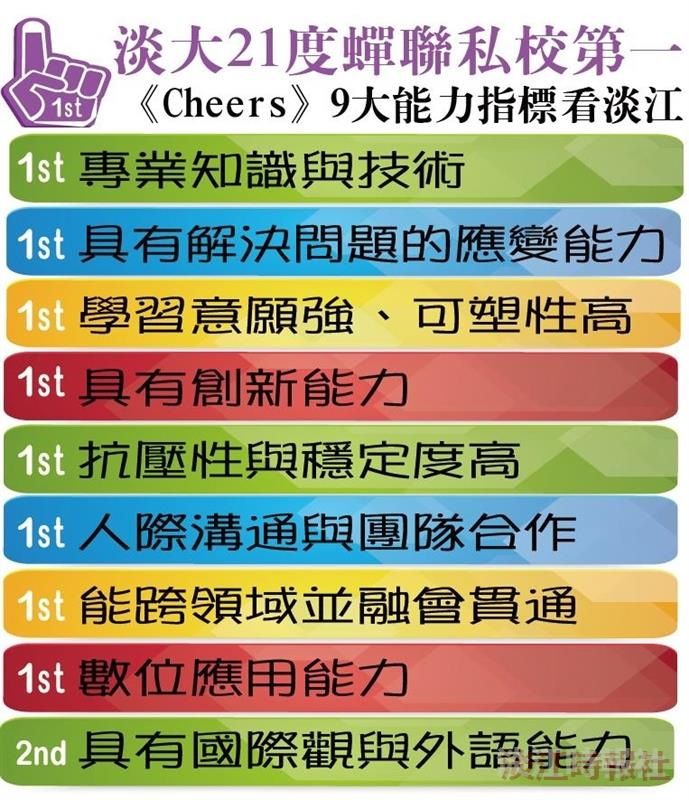 淡大21度蟬聯私校第一
1st
《Cheers》9大能力指標看淡江
1st 專業知識與技術
1st 具有解決問題的應變能力
1st 學習意願強、可塑性高
1st 具有創新能力
1st 抗壓性與穩定度高
1st 人際溝通與團隊合作
1st 能跨領域並融會貫通
1st 數位應用能力
2nd 具有國際觀與外語能力
淡江時報社